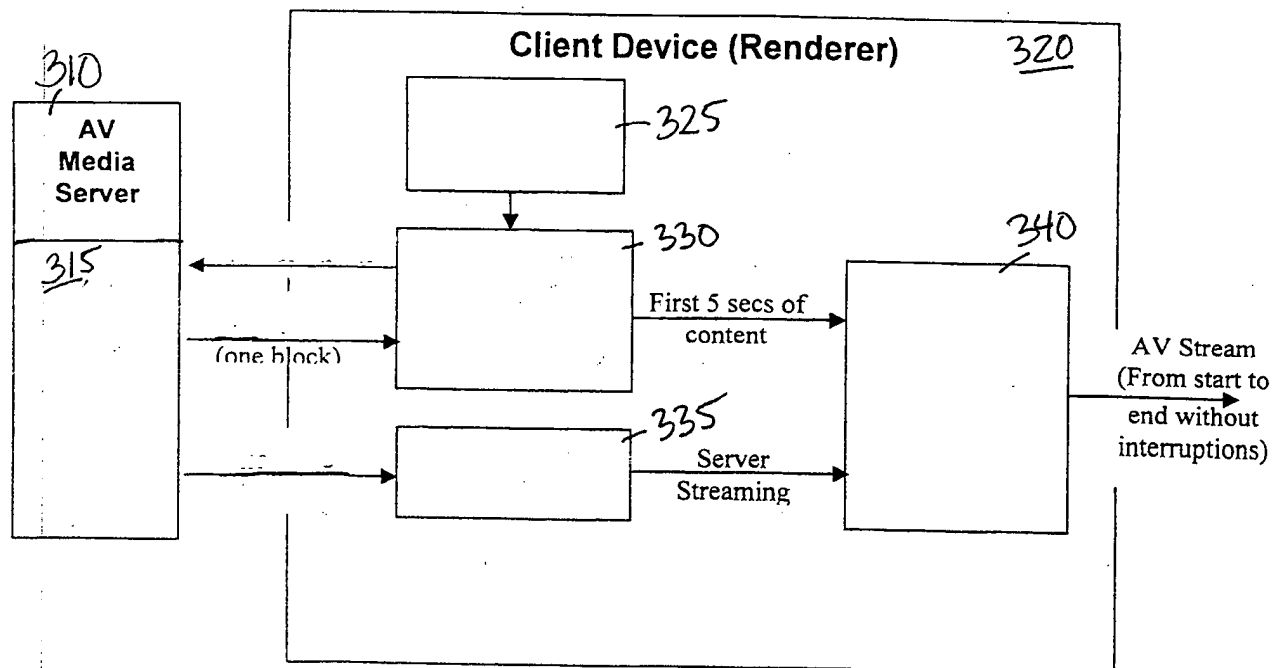 Client Device (Renderer)
320
310
AV
Media
Server
325
315
330
340
First 5 secs of
content
(one block)
AV Stream
(From start to
end without
interruptions)
335
Server
Streaming